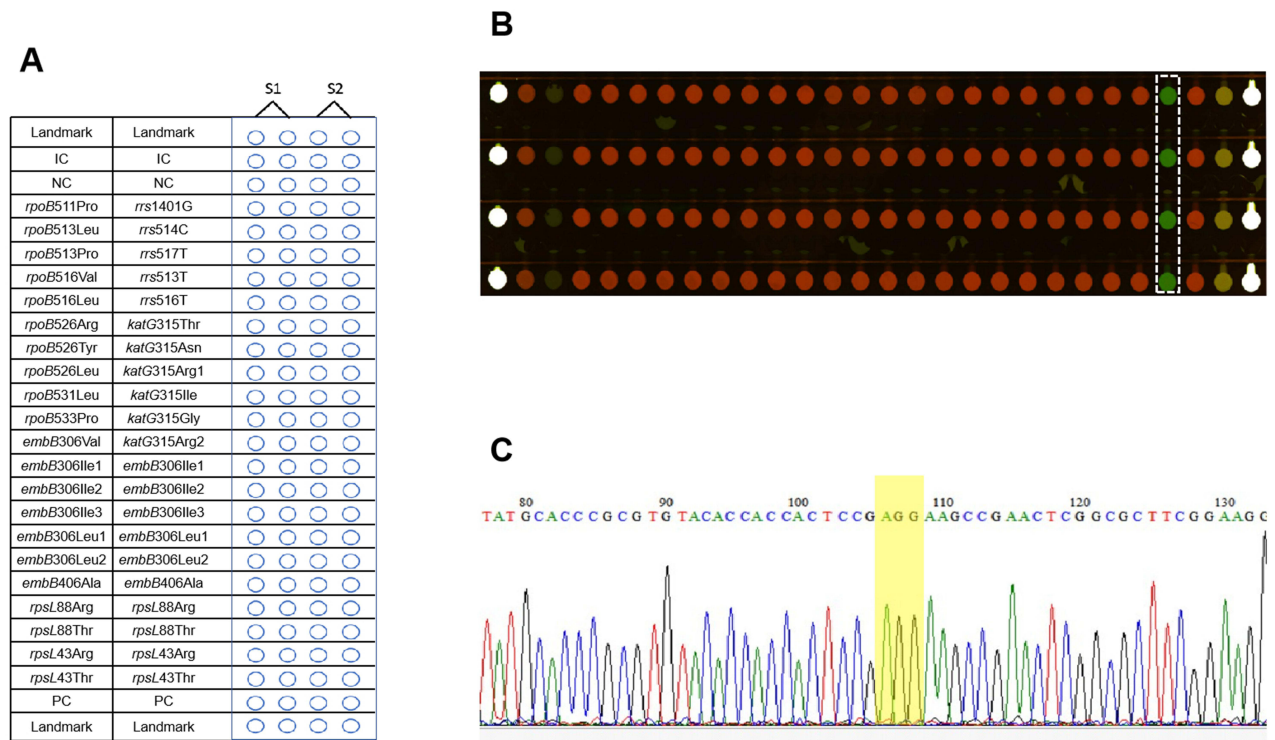 A
S1 S2
Landmark Landmark
IC IC
NC NC
rpoB511Pro rrs1401G
rpoB513Leu rrs514C
rpoB513Pro rrs517T
rpoB516Val rrs513T
rpoB516Leu rrs516T
rpoB526Arg katG315Thr
rpoB526Tyr katG315Asn
rpoB526Leu katG315Arg1
rpoB531Leu katG315Ile
rpoB533Pro katG315Gly
embB306Val katG315Arg2
embB306Ile1 embB306Ile1
embB306Ile2 embB306Ile2
embB306Ile3 embB306Ile3
embB306Leu1 embB306Leu1
embB306Leu2 embB306Leu2
embB406Ala embB406Ala
rpsL88Arg rpsL88Arg
rpsL88Thr rpsL88Thr
rpsL43Arg rpsL43Arg
rpsL43Thr rpsL43Thr
PC PC
Landmark Landmark
B
C
80 90 100 110 120 130
TATGCACCCGCGTGTACACCACCACTCCGAGGAAGCCGAACTCGGCGCTTCGGAAGG